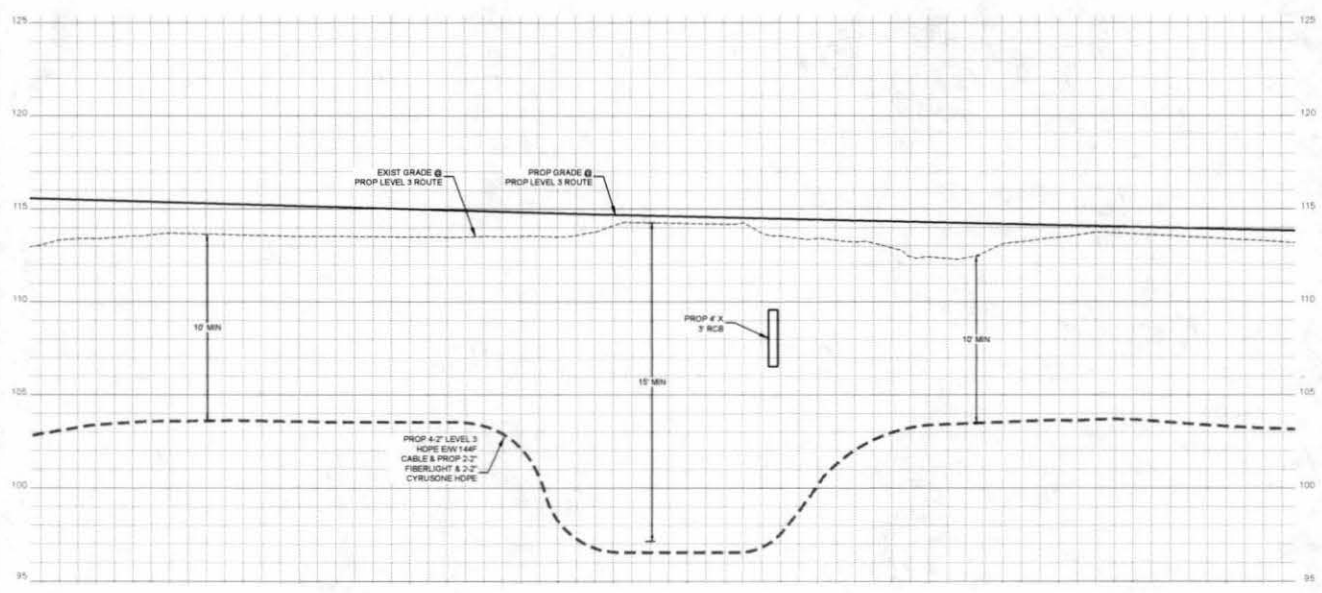 125
125
120
120
EXIST GRADE @
PROP LEVEL 3 ROUTE
PROP GRADE @
PROP LEVEL 3 ROUTE
115
115
110
110
PROP 4' X
3' RCB
10' MIN
10' MIN
15' MIN
105
105
PROP 4-2" LEVEL 3
HDPE E/W 144F
CABLE & PROP 2-2"
FIBERLIGHT & 2-2"
CYRUSONE HDPE
100
100
95
95